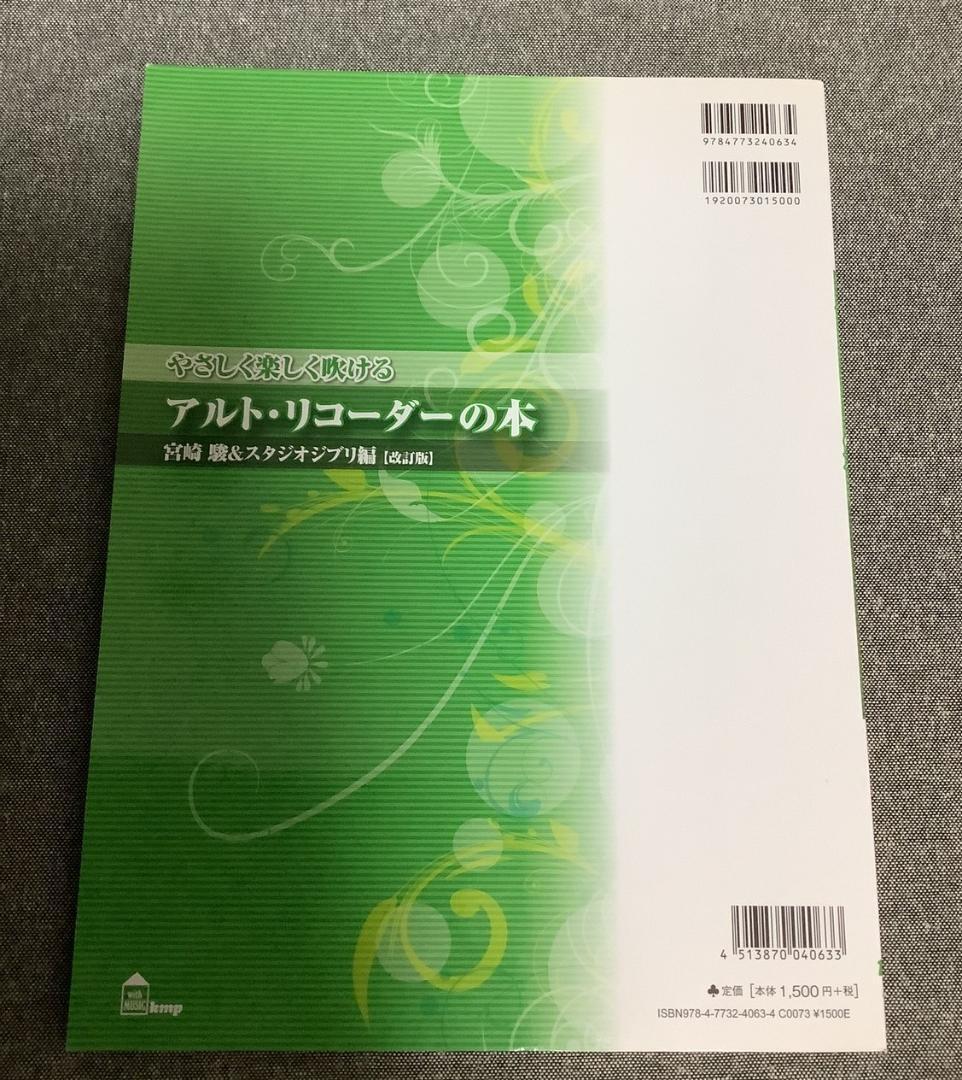 9784773240634
1920073015000
やさしく楽しく吹ける
アルト・リコーダーの本
宮崎 駿&スタジオジブリ編【改訂版】
4 513870 040633
with
MUSIC
kmp
♣定価 [本体 1,500円+税]
ISBN978-4-7732-4063-4 C0073 ¥1500E